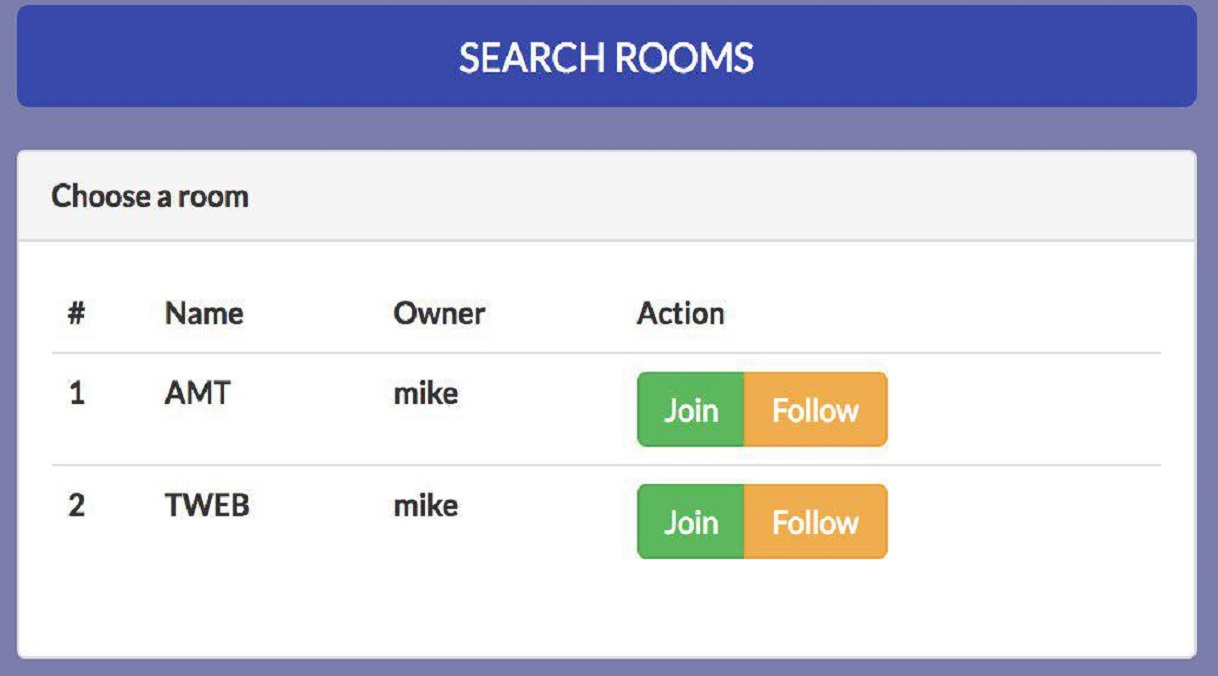 SEARCH ROOMS
Choose a room
# Name Owner Action
1 AMT mike Join Follow
2 TWEB mike Join Follow